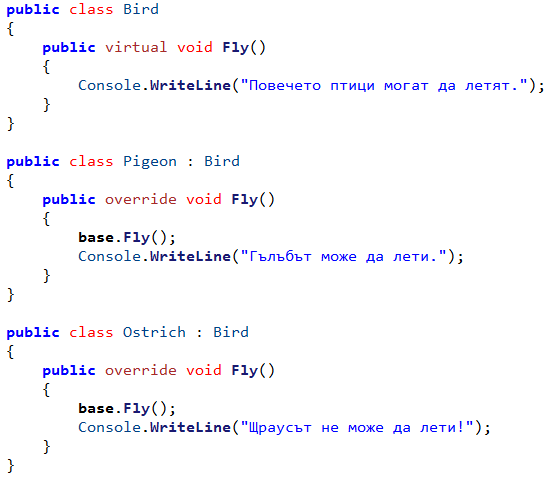 public class Bird
{
    public virtual void Fly()
    {
        Console.WriteLine("Повечето птици могат да летят.");
    }
}

public class Pigeon : Bird
{
    public override void Fly()
    {
        base.Fly();
        Console.WriteLine("Гълъбът може да лети.");
    }
}

public class Ostrich : Bird
{
    public override void Fly()
    {
        base.Fly();
        Console.WriteLine("Щраусът не може да лети!");
    }
}